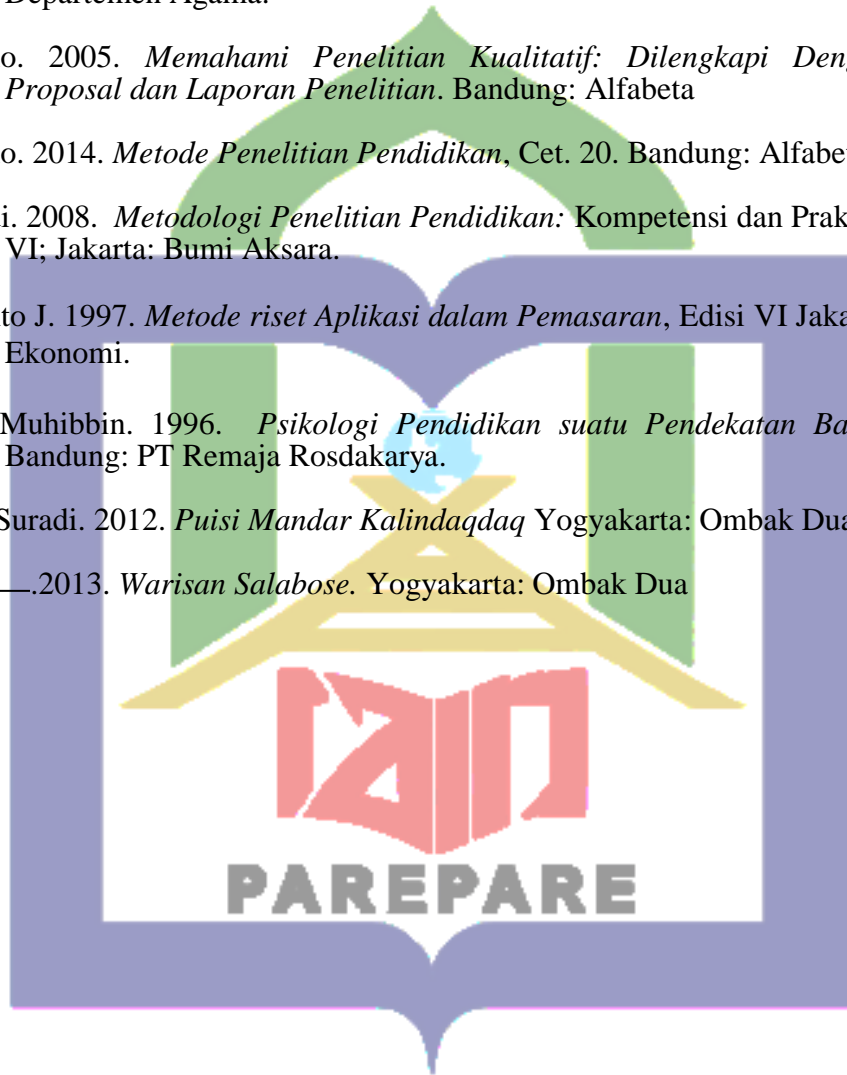 Departemen Agama.
o. 2005. Memahami Penelitian Kualitatif: Dilengkapi Deng
Proposal dan Laporan Penelitian. Bandung: Alfabeta
o. 2014. Metode Penelitian Pendidikan, Cet. 20. Bandung: Alfabet
i. 2008. Metodologi Penelitian Pendidikan: Kompetensi dan Prak
VI; Jakarta: Bumi Aksara.
to J. 1997. Metode riset Aplikasi dalam Pemasaran, Edisi VI Jaka
Ekonomi.
Muhibbin. 1996. Psikologi Pendidikan suatu Pendekatan Ba
Bandung: PT Remaja Rosdakarya.
Suradi. 2012. Puisi Mandar Kalindaqdaq Yogyakarta: Ombak Dua
.2013. Warisan Salabose. Yogyakarta: Ombak Dua
iain
PAREPARE